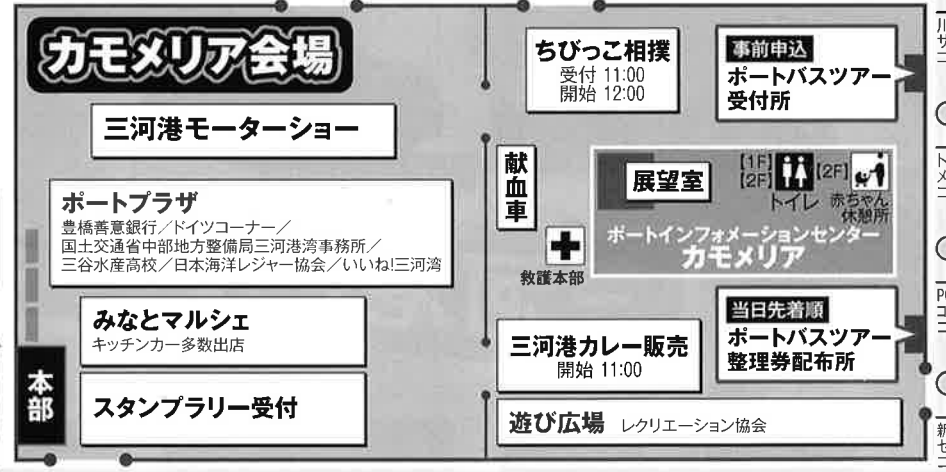 カモメリア会場
三河港モーターショー
ポートプラザ
豊橋善意銀行／ドイツコーナー／
国土交通省中部地方整備局三河港湾事務所／
三谷水産高校／日本海洋レジャー協会／いいね!三河湾
みなとマルシェ
キッチンカー多数出店
本部
スタンプラリー受付
ちびっこ相撲
受付 11:00
開始 12:00
事前申込
ポートバスツアー
受付所
献血車
展望室
【1F】
【2F】
トイレ
【2F】
赤ちゃん
休憩所
ポートインフォメーションセンター
カモメリア
救護本部
三河港カレー販売
開始 11:00
当日先着順
ポートバスツアー
整理券配布所
遊び広場 レクリエーション協会